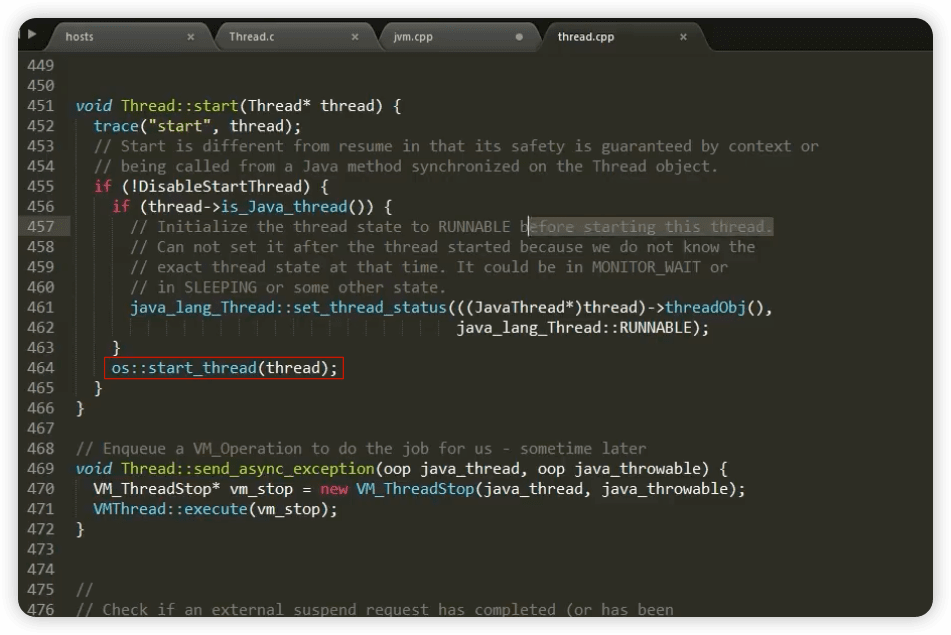 hosts × Thread.c × jvm.cpp thread.cpp ×
449
450
451 void Thread::start(Thread* thread) {
452 trace("start", thread);
453 // Start is different from resume in that its safety is guaranteed by context or
454 // being called from a Java method synchronized on the Thread object.
455 if (!DisableStartThread) {
456 if (thread->is_Java_thread()) {
457 // Initialize the thread state to RUNNABLE before starting this thread.
458 // Can not set it after the thread started because we do not know the
459 // exact thread state at that time. It could be in MONITOR_WAIT or
460 // in SLEEPING or some other state.
461 java_lang_Thread::set_thread_status(((JavaThread*)thread)->threadObj(),
462 java_lang_Thread::RUNNABLE);
463 }
464 os::start_thread(thread);
465 }
466 }
467
468 // Enqueue a VM_Operation to do the job for us - sometime later
469 void Thread::send_async_exception(oop java_thread, oop java_throwable) {
470 VM_ThreadStop* vm_stop = new VM_ThreadStop(java_thread, java_throwable);
471 VMThread::execute(vm_stop);
472 }
473
474
475 //
476 // Check if an external suspend request has completed (or has been